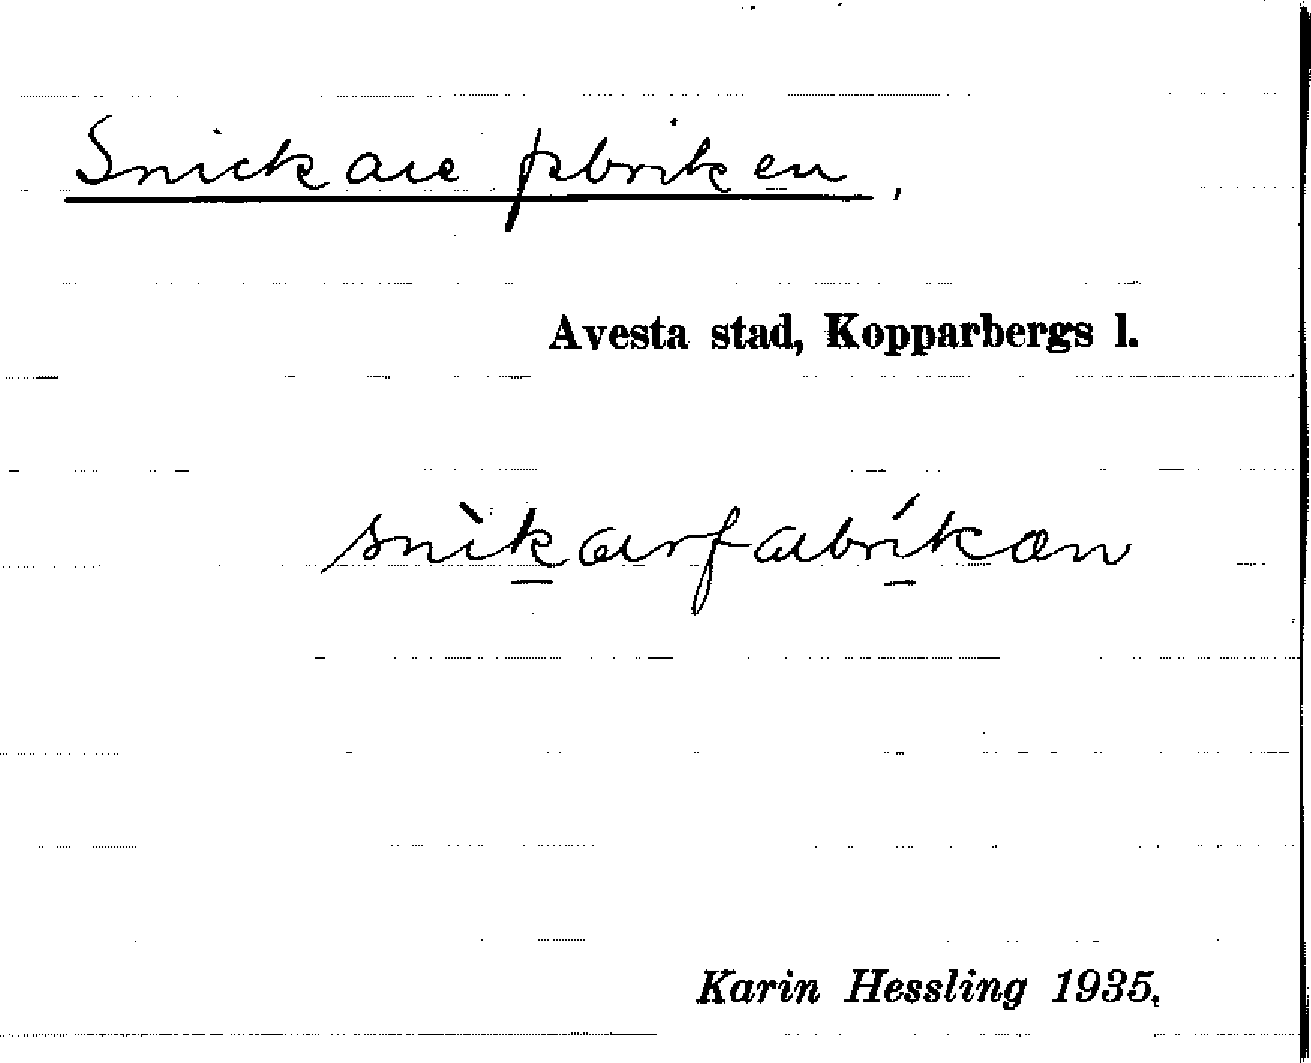 Snickare fabriken,
Avesta stad, Kopparbergs l.
snìkarfabríkan
Karin Hessling 1935.